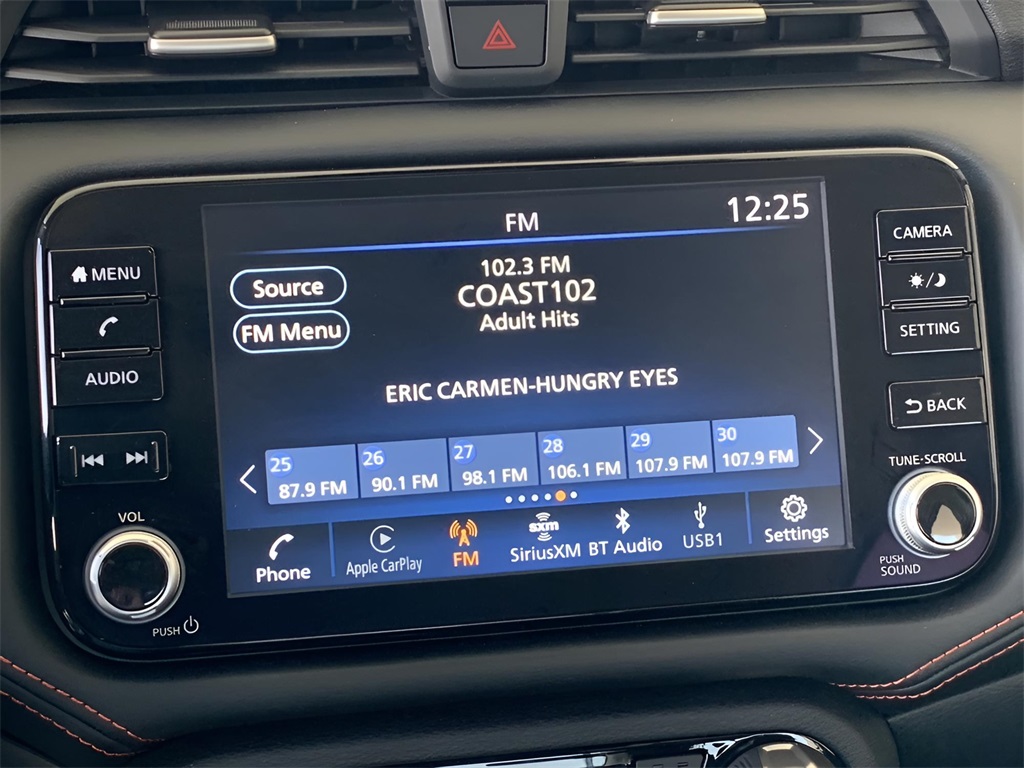 FM
12:25
102.3 FM
COAST102
Adult Hits
Source
FM Menu
ERIC CARMEN-HUNGRY EYES
25
87.9 FM
26
90.1 FM
27
98.1 FM
28
106.1 FM
29
107.9 FM
30
107.9 FM
Phone
Apple CarPlay
FM
sxm
SiriusXM
BT Audio
USB1
Settings
MENU
AUDIO
VOL
PUSH
CAMERA
/
SETTING
BACK
TUNE·SCROLL
PUSH
SOUND